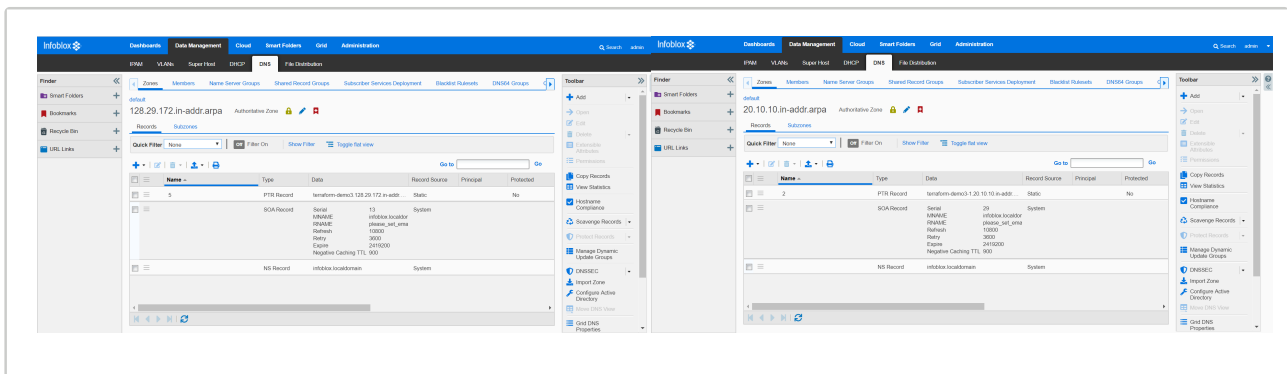 Infoblox
Dashboards Data Management Cloud Smart Folders Grid Administration
Search admin
IPAM VLANs Super Host DHCP DNS File Distribution
Finder
Smart Folders
Bookmarks
Recycle Bin
URL Links
Zones Members Name Server Groups Shared Record Groups Subscriber Services Deployment Blacklist Rulesets DNS64 Groups
default
128.29.172.in-addr.arpa Authoritative Zone
Records Subzones
Quick Filter None Off Filter On Show Filter Toggle flat view
Go to Go
Name Type Data Record Source Principal Protected
5 PTR Record terraform-demo3.128.29.172.in-addr.... Static No
SOA Record Serial 13 System
MNAME infoblox.localdor
RNAME please_set_ema
Refresh 10800
Retry 3600
Expire 2419200
Negative Caching TTL 900
NS Record infoblox.localdomain System
Toolbar
Add
Open
Edit
Delete
Extensible Attributes
Permissions
Copy Records
View Statistics
Hostname Compliance
Scavenge Records
Protect Records
Manage Dynamic Update Groups
DNSSEC
Import Zone
Configure Active Directory
Move DNS View
Grid DNS Properties
Infoblox
Dashboards Data Management Cloud Smart Folders Grid Administration
Search admin
IPAM VLANs Super Host DHCP DNS File Distribution
Finder
Smart Folders
Bookmarks
Recycle Bin
URL Links
Zones Members Name Server Groups Shared Record Groups Subscriber Services Deployment Blacklist Rulesets DNS64 Groups
default
20.10.10.in-addr.arpa Authoritative Zone
Records Subzones
Quick Filter None Off Filter On Show Filter Toggle flat view
Go to Go
Name Type Data Record Source Principal Protected
2 PTR Record terraform-demo3-1.20.10.10.in-addr.... Static No
SOA Record Serial 29 System
MNAME infoblox.localdor
RNAME please_set_ema
Refresh 10800
Retry 3600
Expire 2419200
Negative Caching TTL 900
NS Record infoblox.localdomain System
Toolbar
Add
Open
Edit
Delete
Extensible Attributes
Permissions
Copy Records
View Statistics
Hostname Compliance
Scavenge Records
Protect Records
Manage Dynamic Update Groups
DNSSEC
Import Zone
Configure Active Directory
Move DNS View
Grid DNS Properties